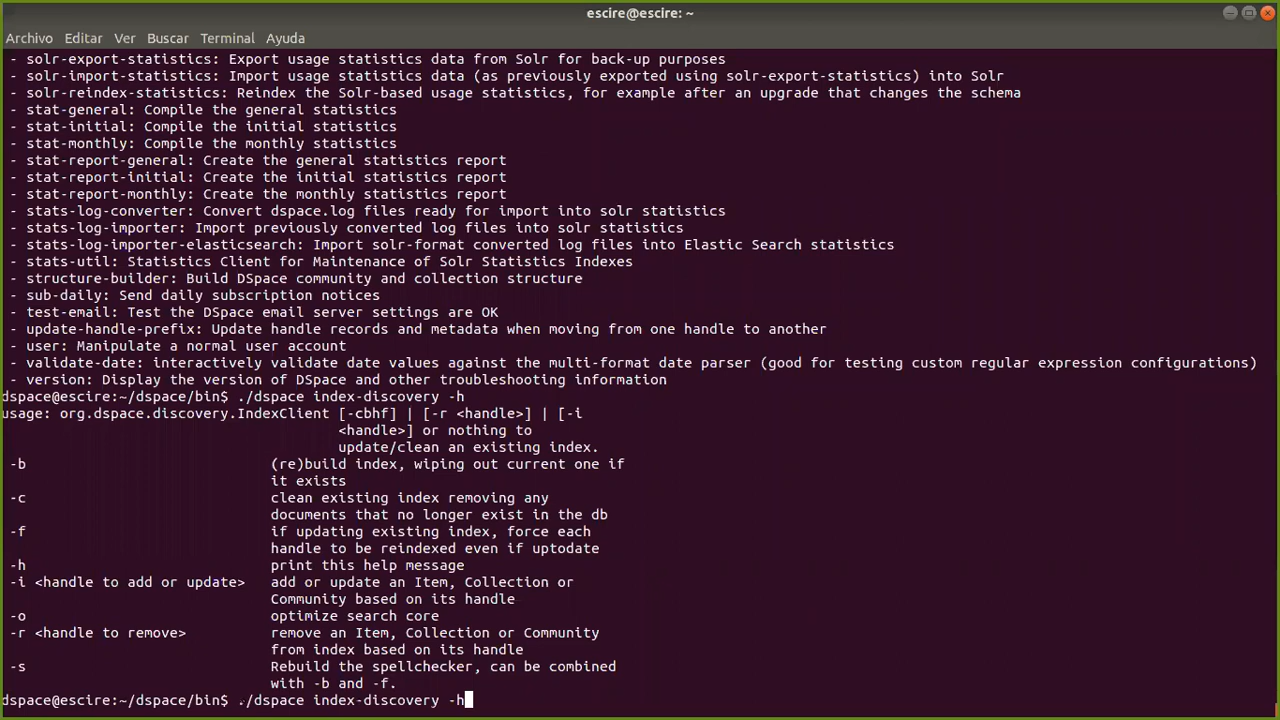 escire@escire: ~
Archivo Editar Ver Buscar Terminal Ayuda
- solr-export-statistics: Export usage statistics data from Solr for back-up purposes
- solr-import-statistics: Import usage statistics data (as previously exported using solr-export-statistics) into Solr
- solr-reindex-statistics: Reindex the Solr-based usage statistics, for example after an upgrade that changes the schema
- stat-general: Compile the general statistics
- stat-initial: Compile the initial statistics
- stat-monthly: Compile the monthly statistics
- stat-report-general: Create the general statistics report
- stat-report-initial: Create the initial statistics report
- stat-report-monthly: Create the monthly statistics report
- stats-log-converter: Convert dspace.log files ready for import into solr statistics
- stats-log-importer: Import previously converted log files into solr statistics
- stats-log-importer-elasticsearch: Import solr-format converted log files into Elastic Search statistics
- stats-util: Statistics Client for Maintenance of Solr Statistics Indexes
- structure-builder: Build DSpace community and collection structure
- sub-daily: Send daily subscription notices
- test-email: Test the DSpace email server settings are OK
- update-handle-prefix: Update handle records and metadata when moving from one handle to another
- user: Manipulate a normal user account
- validate-date: interactively validate date values against the multi-format date parser (good for testing custom regular expression configurations)
- version: Display the version of DSpace and other troubleshooting information
dspace@escire:~/dspace/bin$ ./dspace index-discovery -h
usage: org.dspace.discovery.IndexClient [-cbhf] | [-r <handle>] | [-i
<handle>] or nothing to
update/clean an existing index.
-b (re)build index, wiping out current one if
it exists
-c clean existing index removing any
documents that no longer exist in the db
-f if updating existing index, force each
handle to be reindexed even if uptodate
-h print this help message
-i <handle to add or update> add or update an Item, Collection or
Community based on its handle
-o optimize search core
-r <handle to remove> remove an Item, Collection or Community
from index based on its handle
-s Rebuild the spellchecker, can be combined
with -b and -f.
dspace@escire:~/dspace/bin$ ./dspace index-discovery -h